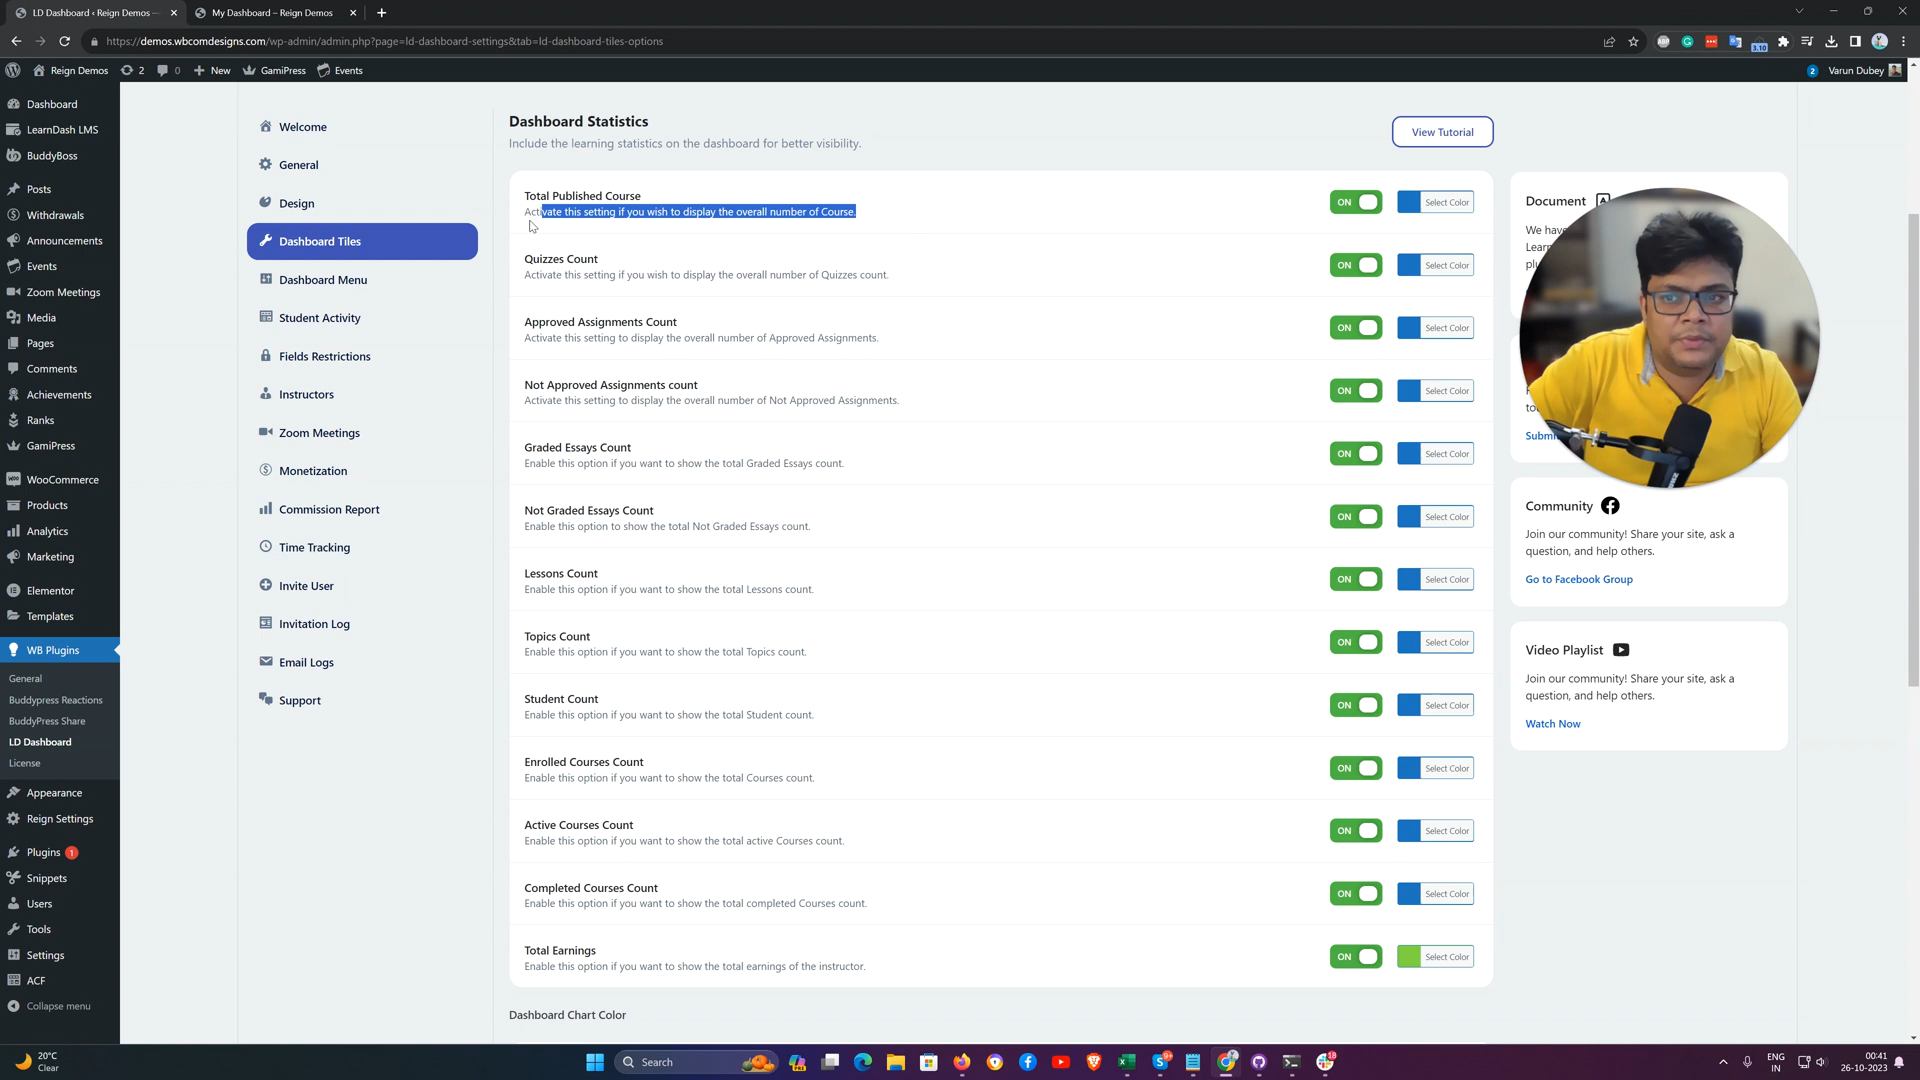 LD Dashboard ‹ Reign Demos —
My Dashboard – Reign Demos
https://demos.wbcomdesigns.com/wp-admin/admin.php?page=ld-dashboard-settings&tab=ld-dashboard-tiles-options
3.10
Reign Demos
2
0
New
GamiPress
Events
2
Varun Dubey
Dashboard
LearnDash LMS
BuddyBoss
Posts
Withdrawals
Announcements
Events
Zoom Meetings
Media
Pages
Comments
Achievements
Ranks
GamiPress
WooCommerce
Products
Analytics
Marketing
Elementor
Templates
WB Plugins
General
Buddypress Reactions
BuddyPress Share
LD Dashboard
License
Appearance
Reign Settings
Plugins 1
Snippets
Users
Tools
Settings
ACF
Collapse menu
Welcome
General
Design
Dashboard Tiles
Dashboard Menu
Student Activity
Fields Restrictions
Instructors
Zoom Meetings
Monetization
Commission Report
Time Tracking
Invite User
Invitation Log
Email Logs
Support
Dashboard Statistics
Include the learning statistics on the dashboard for better visibility.
View Tutorial
Total Published Course
Activate this setting if you wish to display the overall number of Course.
ON
Select Color
Quizzes Count
Activate this setting if you wish to display the overall number of Quizzes count.
ON
Select Color
Approved Assignments Count
Activate this setting to display the overall number of Approved Assignments.
ON
Select Color
Not Approved Assignments count
Activate this setting to display the overall number of Not Approved Assignments.
ON
Select Color
Graded Essays Count
Enable this option if you want to show the total Graded Essays count.
ON
Select Color
Not Graded Essays Count
Enable this option to show the total Not Graded Essays count.
ON
Select Color
Lessons Count
Enable this option if you want to show the total Lessons count.
ON
Select Color
Topics Count
Enable this option if you want to show the total Topics count.
ON
Select Color
Student Count
Enable this option if you want to show the total Student count.
ON
Select Color
Enrolled Courses Count
Enable this option if you want to show the total Courses count.
ON
Select Color
Active Courses Count
Enable this option if you want to show the total active Courses count.
ON
Select Color
Completed Courses Count
Enable this option if you want to show the total completed Courses count.
ON
Select Color
Total Earnings
Enable this option if you want to show the total earnings of the instructor.
ON
Select Color
Dashboard Chart Color
Document
We have
Community
Join our community! Share your site, ask a
question, and help others.
Go to Facebook Group
Video Playlist
Join our community! Share your site, ask a
question, and help others.
Watch Now
20°C
Clear
Search
ENG
IN
00:41
26-10-2023